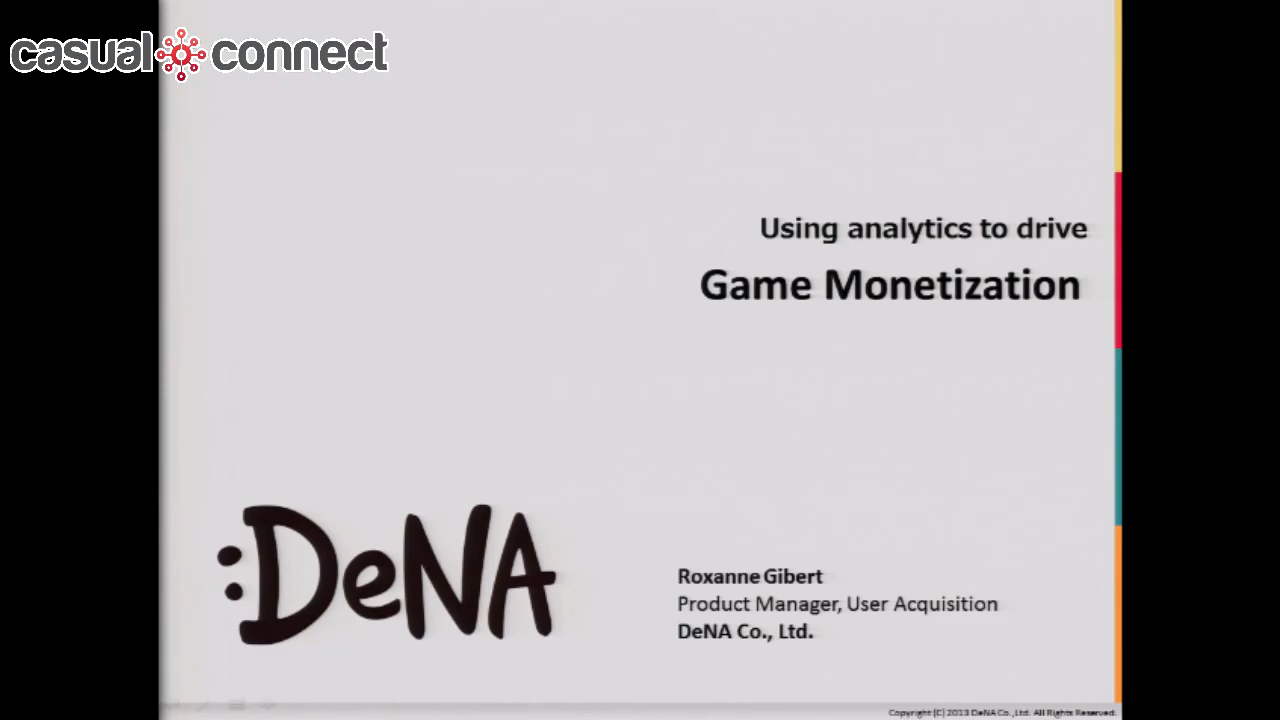 casual connect
Using analytics to drive
Game Monetization
:DeNA
Roxanne Gibert
Product Manager, User Acquisition
DeNA Co., Ltd.
Copyright (C) 2013 DeNA Co., Ltd. All Rights Reserved.